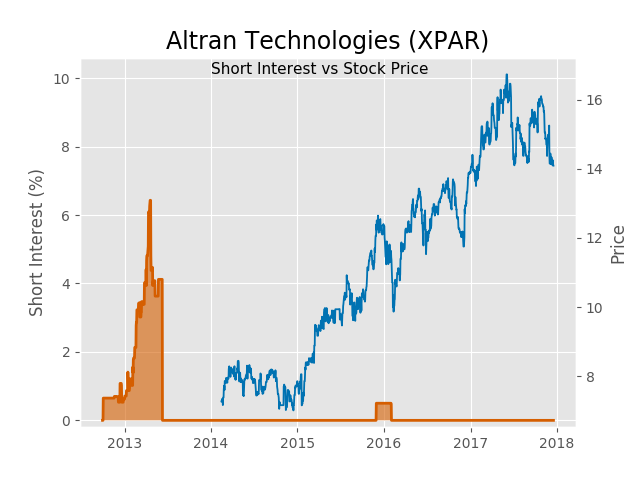 Altran Technologies (XPAR)
Short Interest vs Stock Price
10
8
6
4
2
0
Short Interest (%)
16
14
12
10
8
Price
2013 2014 2015 2016 2017 2018